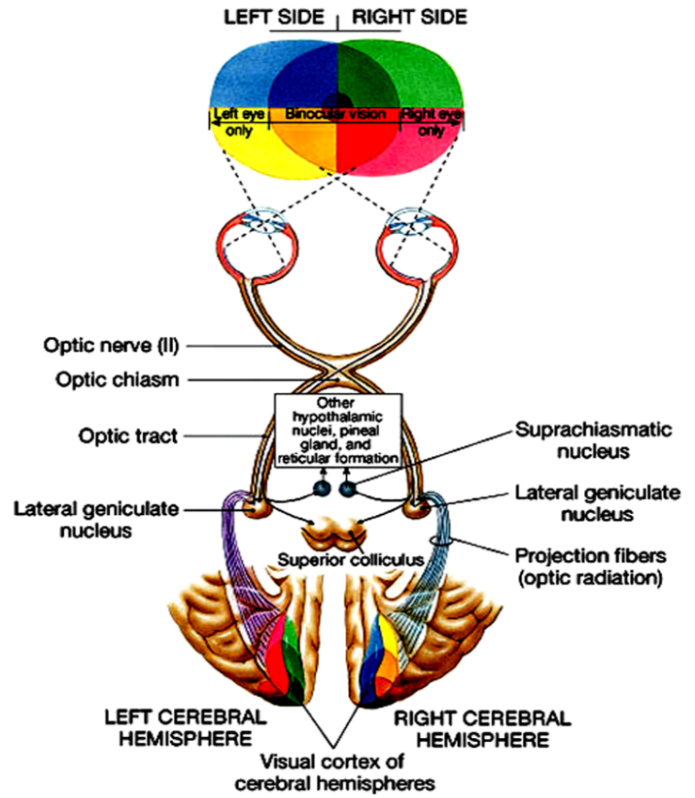 LEFT SIDE RIGHT SIDE
Left eye only
Binocular vision
Right eye only
Optic nerve (II)
Optic chiasm
Other
hypothalamic
nuclei, pineal
gland, and
reticular formation
Optic tract
Suprachiasmatic
nucleus
Lateral geniculate
nucleus
Lateral geniculate
nucleus
Superior colliculus
Projection fibers
(optic radiation)
LEFT CEREBRAL
HEMISPHERE
RIGHT CEREBRAL
HEMISPHERE
Visual cortex of
cerebral hemispheres